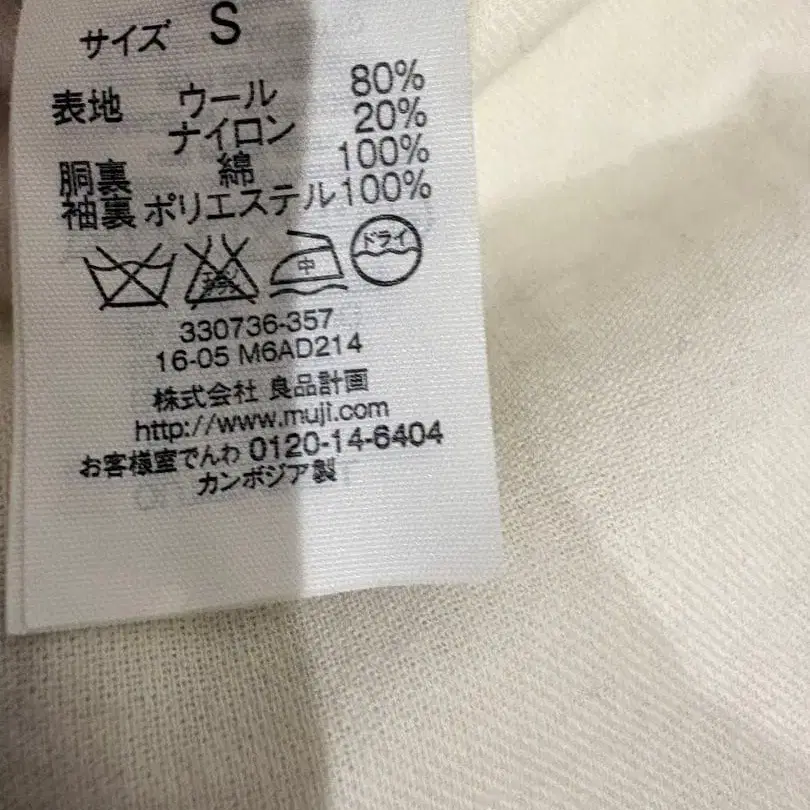 サイズ S
表地 ウール 80%
ナイロン 20%
胴裏 綿 100%
袖裏 ポリエステル 100%
中 ドライ
330736-357
16-05 M6AD214
株式会社 良品計画
http://www.muji.com
お客様室でんわ 0120-14-6404
カンボジア製